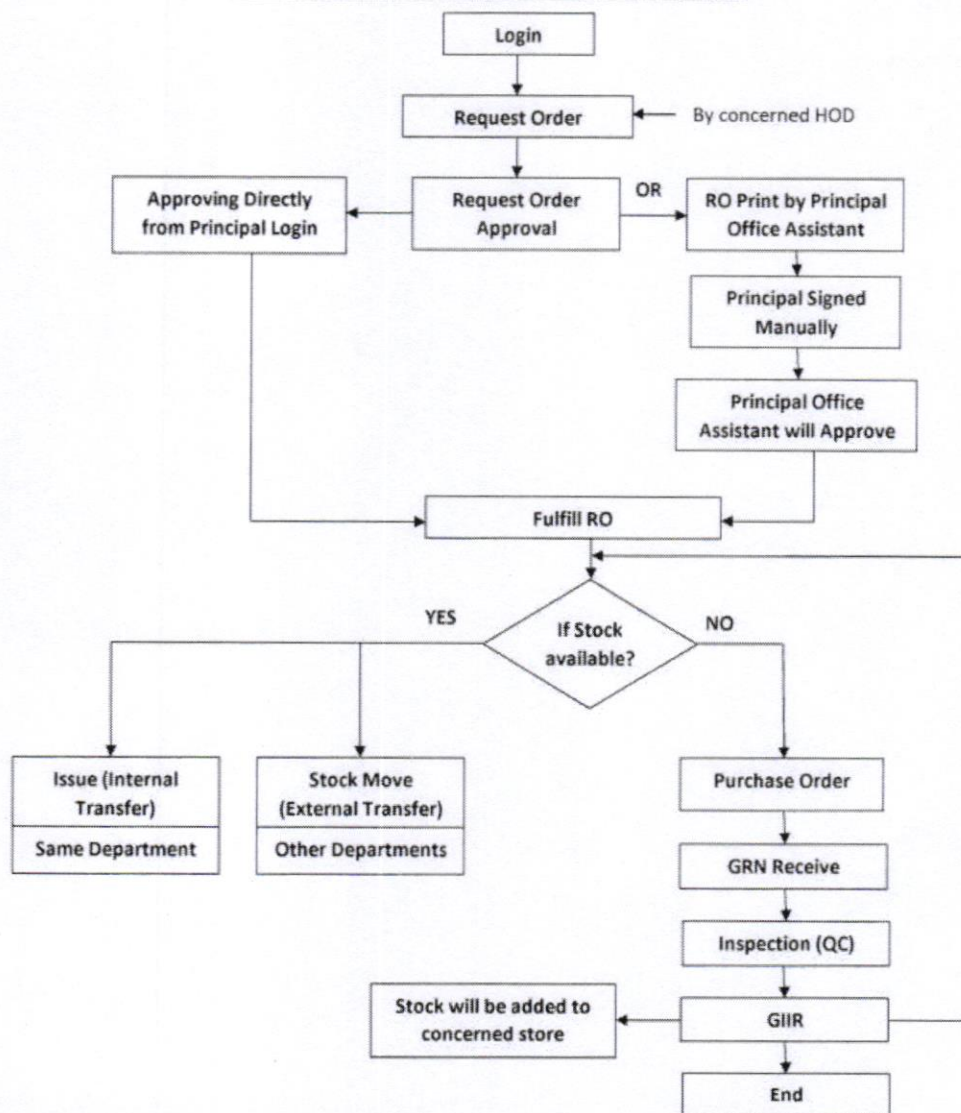 Login
Request Order
By concerned HOD
Approving Directly
from Principal Login
Request Order
Approval
OR
RO Print by Principal
Office Assistant
Principal Signed
Manually
Principal Office
Assistant will Approve
Fulfill RO
YES
If Stock
available?
NO
Issue (Internal
Transfer)
Same Department
Stock Move
(External Transfer)
Other Departments
Purchase Order
GRN Receive
Inspection (QC)
Stock will be added to
concerned store
GIIR
End